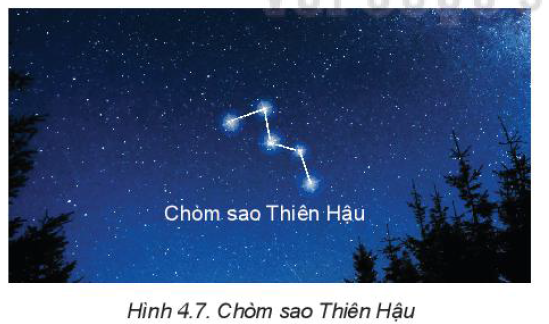 Chòm sao Thiên Hậu
Hình 4.7. Chòm sao Thiên Hậu